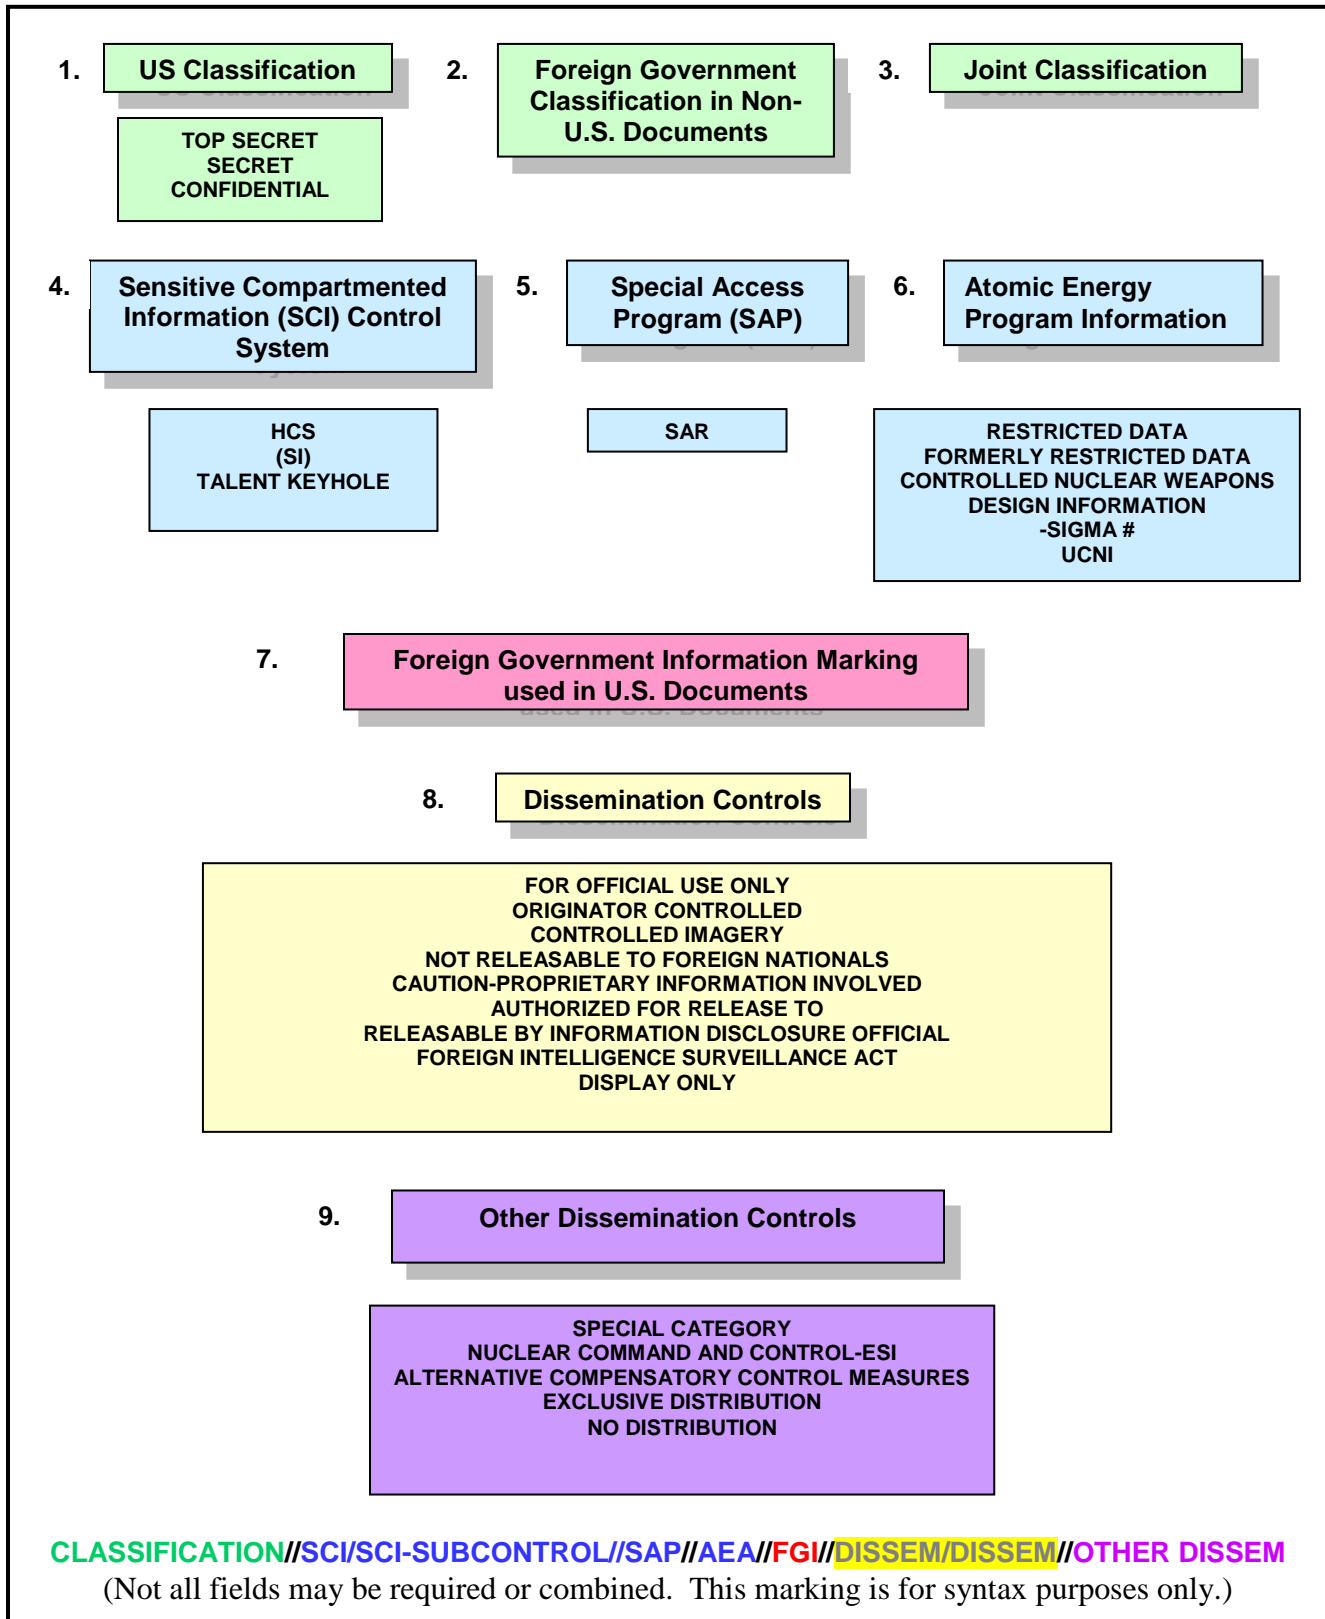 1. US Classification
TOP SECRET
SECRET
CONFIDENTIAL
2. Foreign Government
Classification in Non-
U.S. Documents
3. Joint Classification
4. Sensitive Compartmented
Information (SCI) Control
System
HCS
(SI)
TALENT KEYHOLE
5. Special Access
Program (SAP)
SAR
6. Atomic Energy
Program Information
RESTRICTED DATA
FORMERLY RESTRICTED DATA
CONTROLLED NUCLEAR WEAPONS
DESIGN INFORMATION
-SIGMA #
UCNI
7. Foreign Government Information Marking
used in U.S. Documents
8. Dissemination Controls
FOR OFFICIAL USE ONLY
ORIGINATOR CONTROLLED
CONTROLLED IMAGERY
NOT RELEASABLE TO FOREIGN NATIONALS
CAUTION-PROPRIETARY INFORMATION INVOLVED
AUTHORIZED FOR RELEASE TO
RELEASABLE BY INFORMATION DISCLOSURE OFFICIAL
FOREIGN INTELLIGENCE SURVEILLANCE ACT
DISPLAY ONLY
9. Other Dissemination Controls
SPECIAL CATEGORY
NUCLEAR COMMAND AND CONTROL-ESI
ALTERNATIVE COMPENSATORY CONTROL MEASURES
EXCLUSIVE DISTRIBUTION
NO DISTRIBUTION
CLASSIFICATION//SCI/SCI-SUBCONTROL//SAP//AEA//FGI//DISSEM/DISSEM//OTHER DISSEM
(Not all fields may be required or combined. This marking is for syntax purposes only.)